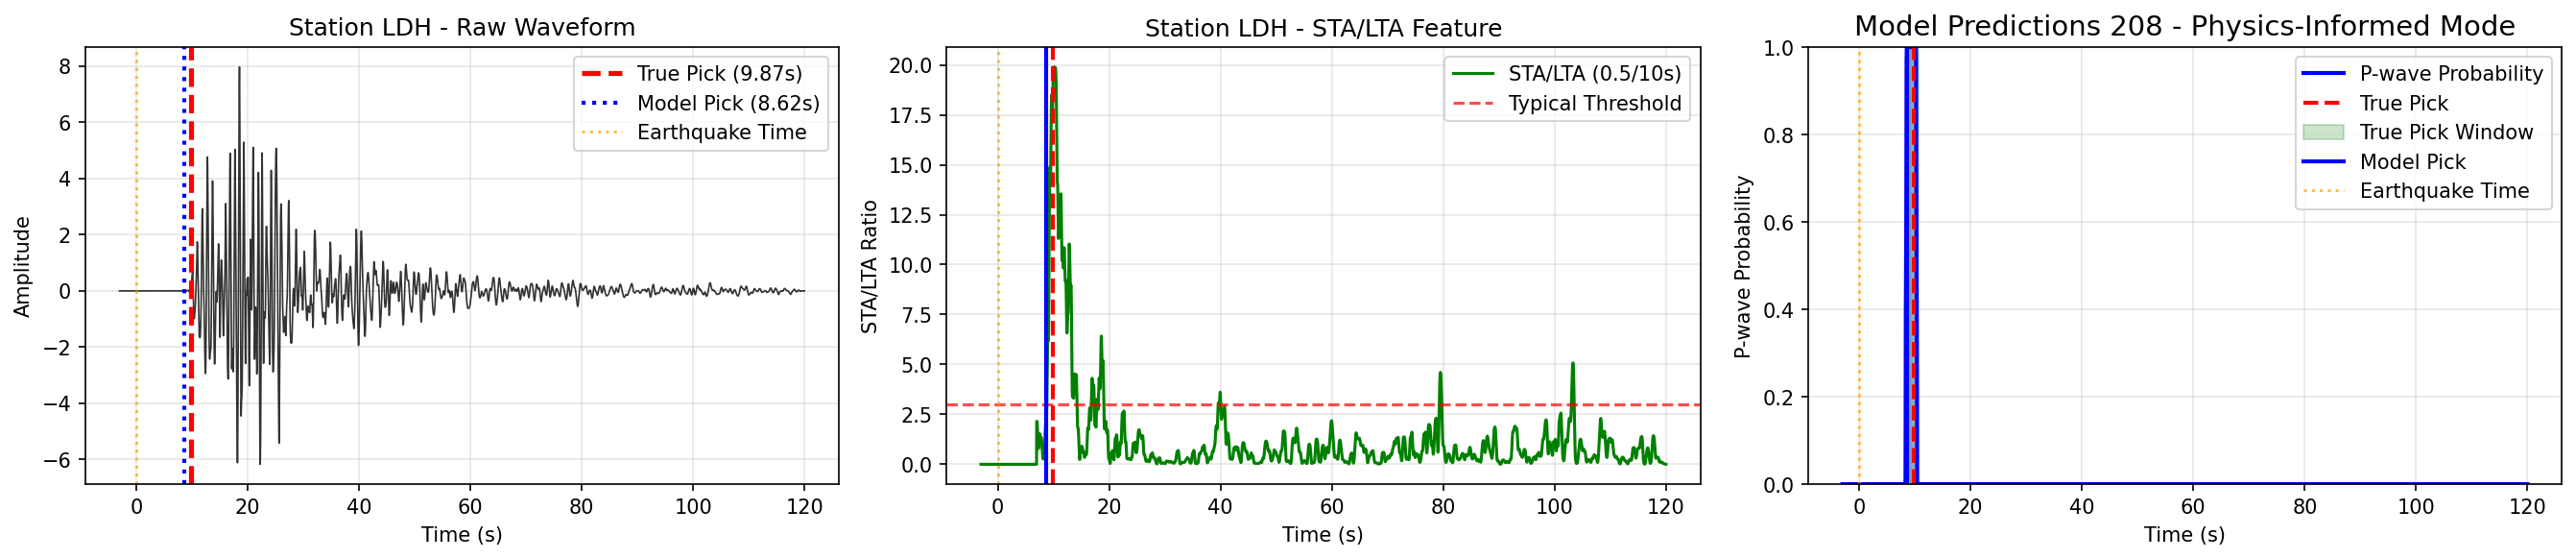 Station LDH - Raw Waveform
Amplitude
8
6
4
2
0
−2
−4
−6
True Pick (9.87s)
Model Pick (8.62s)
Earthquake Time
0 20 40 60 80 100 120
Time (s)
Station LDH - STA/LTA Feature
STA/LTA Ratio
20.0
17.5
15.0
12.5
10.0
7.5
5.0
2.5
0.0
STA/LTA (0.5/10s)
Typical Threshold
0 20 40 60 80 100 120
Time (s)
Model Predictions 208 - Physics-Informed Mode
P-wave Probability
1.0
0.8
0.6
0.4
0.2
0.0
P-wave Probability
True Pick
True Pick Window
Model Pick
Earthquake Time
0 20 40 60 80 100 120
Time (s)